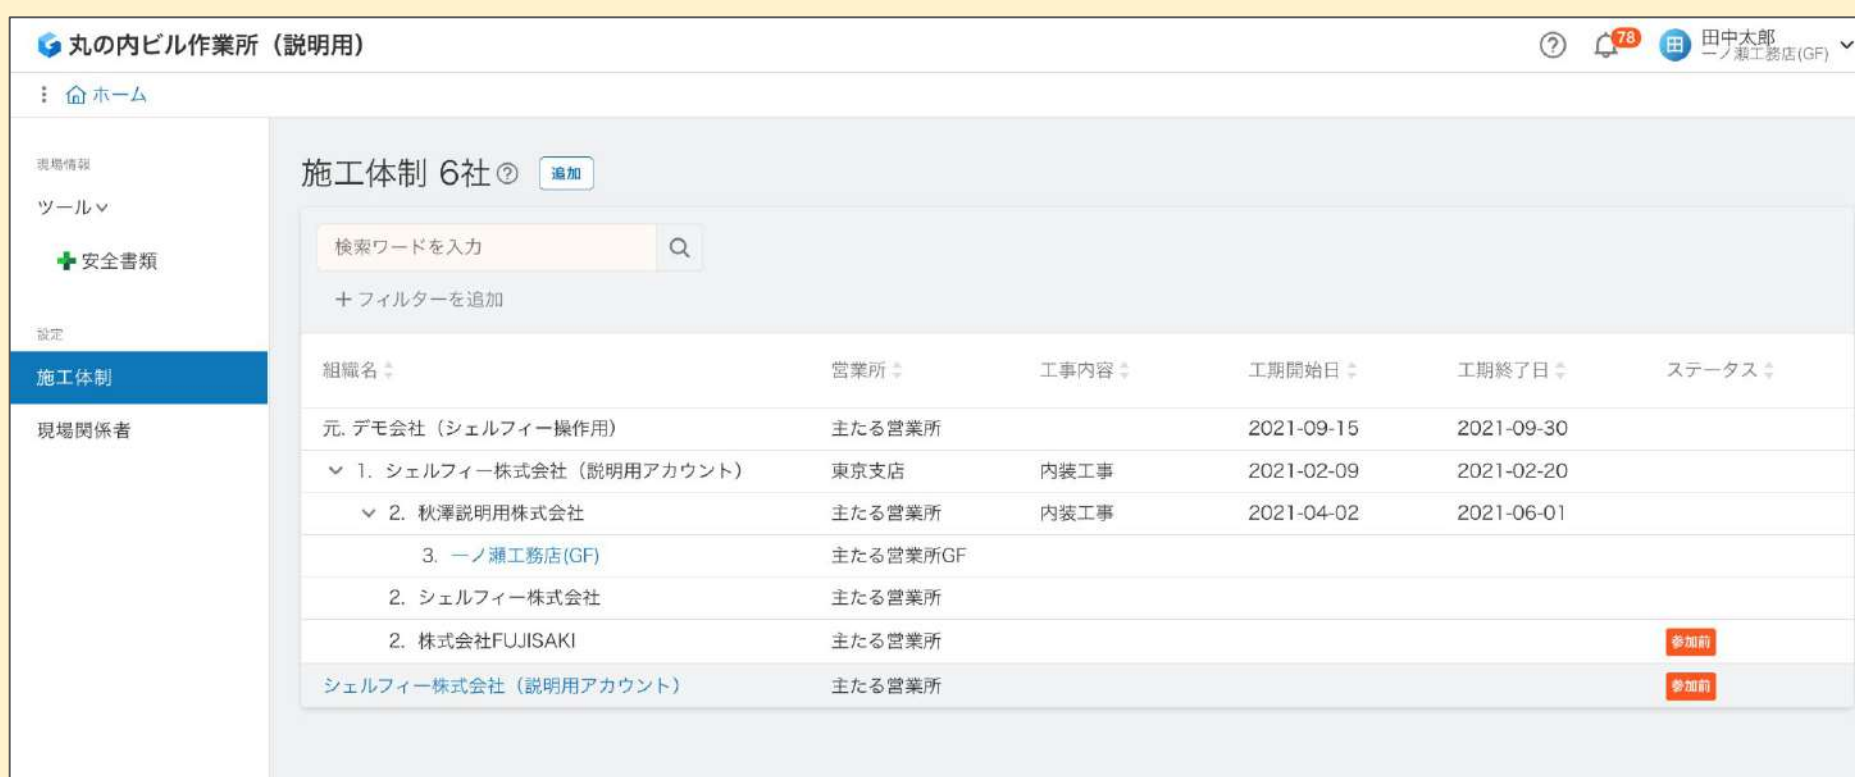 丸の内ビル作業所（説明用）
78
田
田中太郎
一ノ瀬工務店(GF)
ホーム
現場情報
ツール
安全書類
設定
施工体制
現場関係者
施工体制 6社
追加
検索ワードを入力
＋フィルターを追加
組織名 営業所 工事内容 工期開始日 工期終了日 ステータス
元. デモ会社（シェルフィー操作用） 主たる営業所 2021-09-15 2021-09-30
1. シェルフィー株式会社（説明用アカウント） 東京支店 内装工事 2021-02-09 2021-02-20
2. 秋澤説明用株式会社 主たる営業所 内装工事 2021-04-02 2021-06-01
3. 一ノ瀬工務店(GF) 主たる営業所GF
2. シェルフィー株式会社 主たる営業所
2. 株式会社FUJISAKI 主たる営業所 参加前
シェルフィー株式会社（説明用アカウント） 主たる営業所 参加前